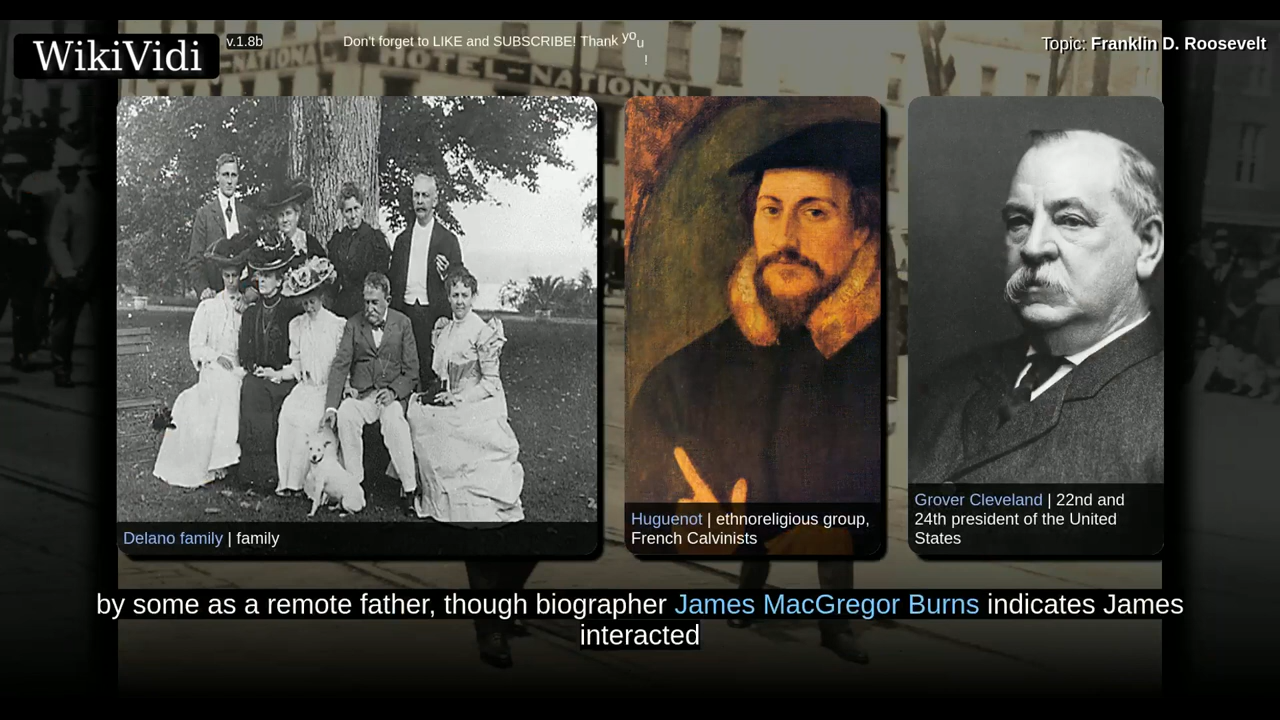 WikiVidi
v.1.8b
Don't forget to LIKE and SUBSCRIBE! Thank you!
Topic: Franklin D. Roosevelt
HOTEL-NATIONAL
Delano family | family
Huguenot | ethnoreligious group,
French Calvinists
Grover Cleveland | 22nd and
24th president of the United
States
by some as a remote father, though biographer James MacGregor Burns indicates James
interacted